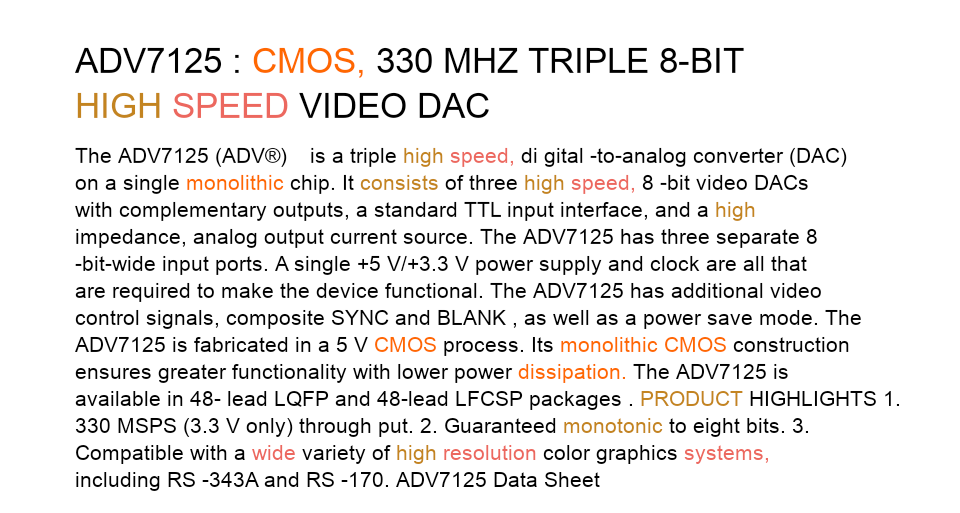 ADV7125 : CMOS, 330 MHZ TRIPLE 8-BIT
HIGH SPEED VIDEO DAC
The ADV7125 (ADV®) is a triple high speed, di gital -to-analog converter (DAC)
on a single monolithic chip. It consists of three high speed, 8 -bit video DACs
with complementary outputs, a standard TTL input interface, and a high
impedance, analog output current source. The ADV7125 has three separate 8
-bit-wide input ports. A single +5 V/+3.3 V power supply and clock are all that
are required to make the device functional. The ADV7125 has additional video
control signals, composite SYNC and BLANK , as well as a power save mode. The
ADV7125 is fabricated in a 5 V CMOS process. Its monolithic CMOS construction
ensures greater functionality with lower power dissipation. The ADV7125 is
available in 48- lead LQFP and 48-lead LFCSP packages . PRODUCT HIGHLIGHTS 1.
330 MSPS (3.3 V only) through put. 2. Guaranteed monotonic to eight bits. 3.
Compatible with a wide variety of high resolution color graphics systems,
including RS -343A and RS -170. ADV7125 Data Sheet